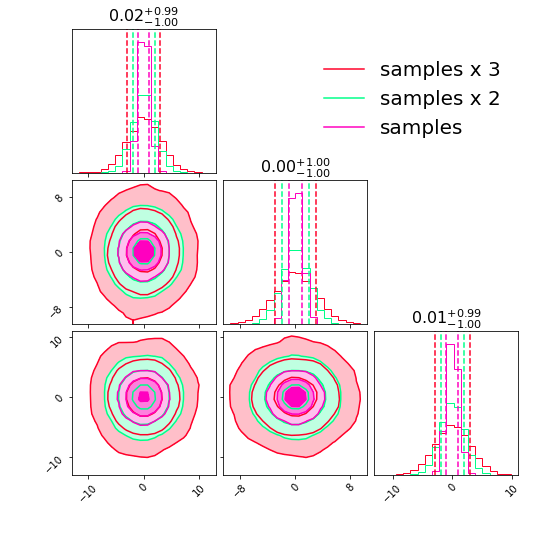 0.02 +0.99 −1.00
samples x 3
samples x 2
samples
0.00 +1.00 −1.00
8
0
−8
0.01 +0.99 −1.00
10
0
−10
−10 0 10
−8 0 8
−10 0 10